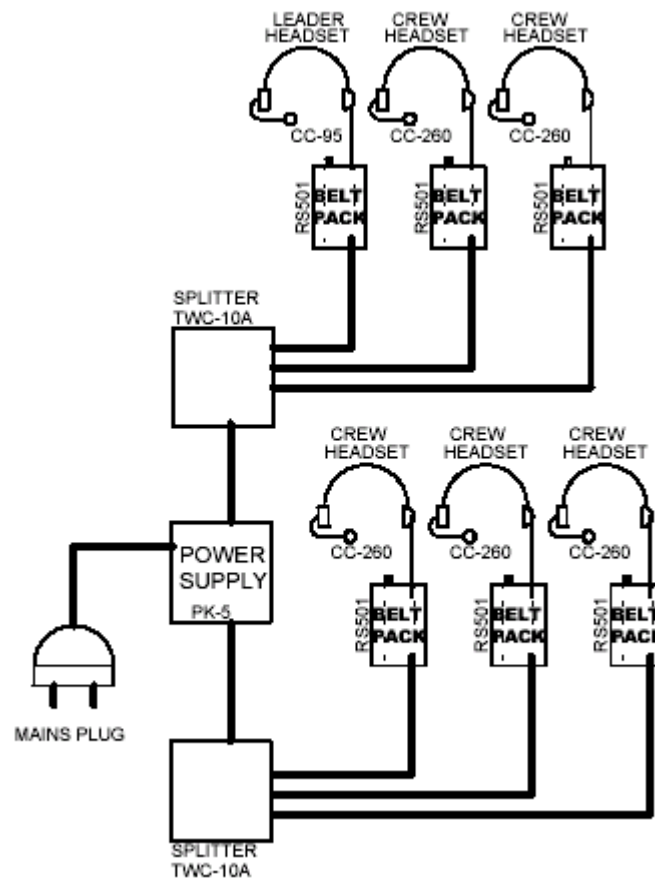 LEADER
HEADSET
CREW
HEADSET
CREW
HEADSET
CC-95
CC-260
CC-260
RS501
BELT
PACK
RS501
BELT
PACK
RS501
BELT
PACK
SPLITTER
TWC-10A
CREW
HEADSET
CREW
HEADSET
CREW
HEADSET
CC-260
CC-260
CC-260
POWER
SUPPLY
PK-5
RS501
BELT
PACK
RS501
BELT
PACK
RS501
BELT
PACK
MAINS PLUG
SPLITTER
TWC-10A